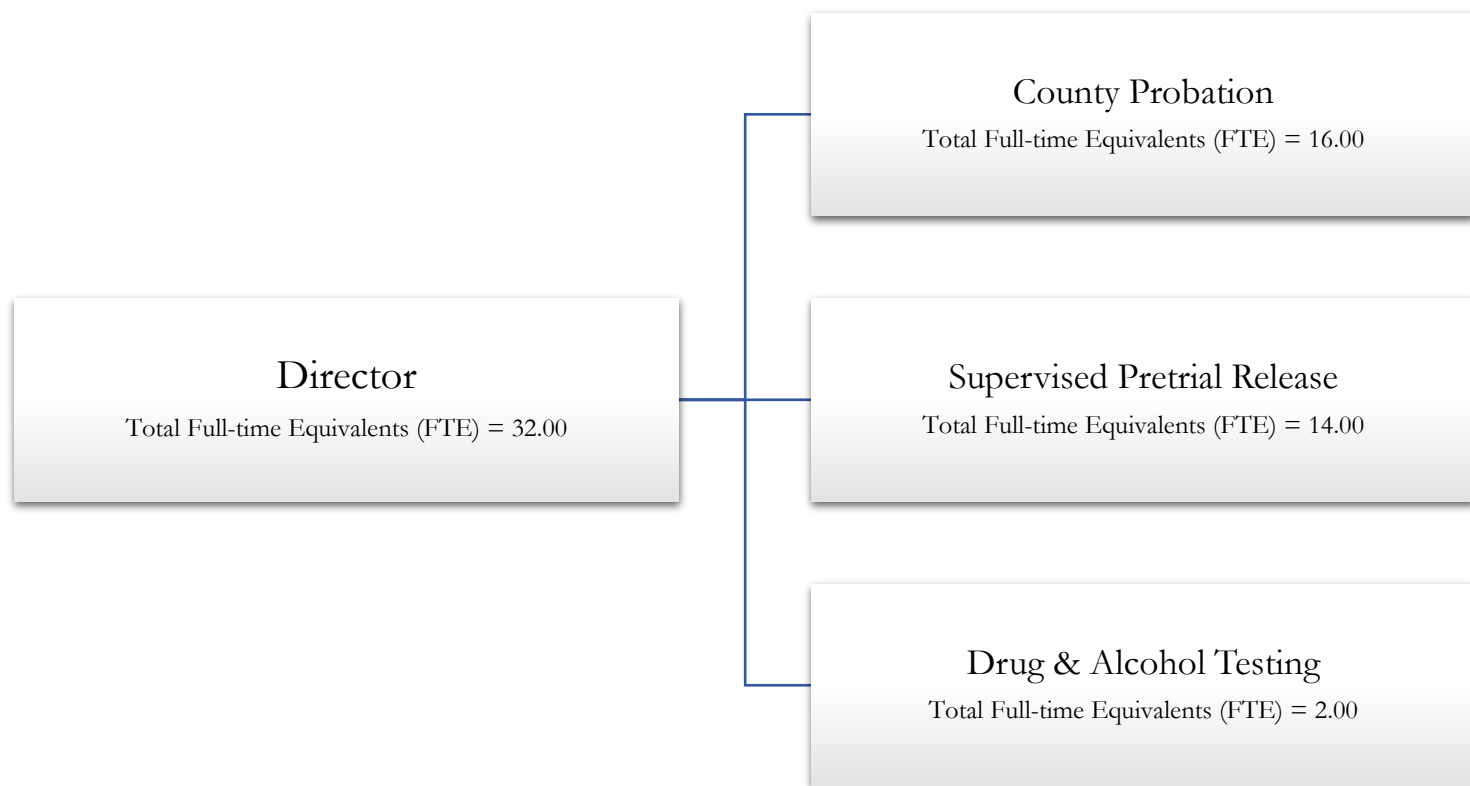 County Probation
Total Full-time Equivalents (FTE) = 16.00
Director
Total Full-time Equivalents (FTE) = 32.00
Supervised Pretrial Release
Total Full-time Equivalents (FTE) = 14.00
Drug & Alcohol Testing
Total Full-time Equivalents (FTE) = 2.00